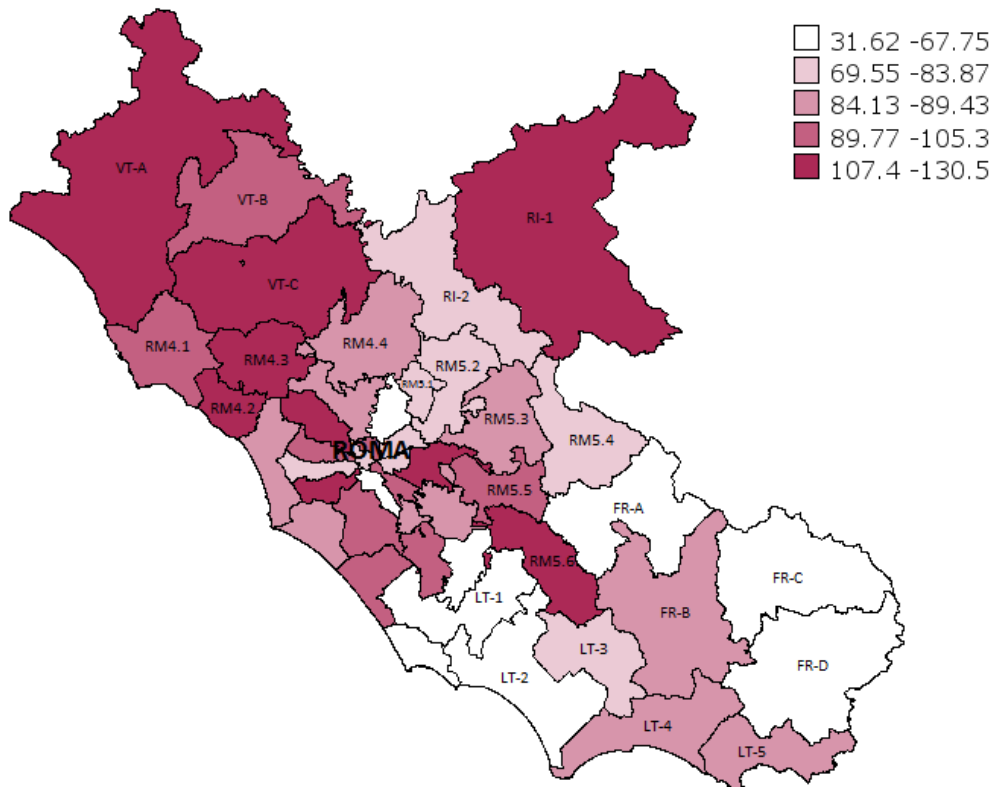 31.62 -67.75
69.55 -83.87
84.13 -89.43
89.77 -105.3
107.4 -130.5
VT-A
VT-B
RI-1
VT-C
RI-2
RM4.1
RM4.3
RM4.4
RM5.2
RM5.1
RM4.2
RM5.3
RM5.4
ROMA
RM5.5
FR-A
RM5.6
FR-C
LT-1
FR-B
LT-3
FR-D
LT-2
LT-4
LT-5